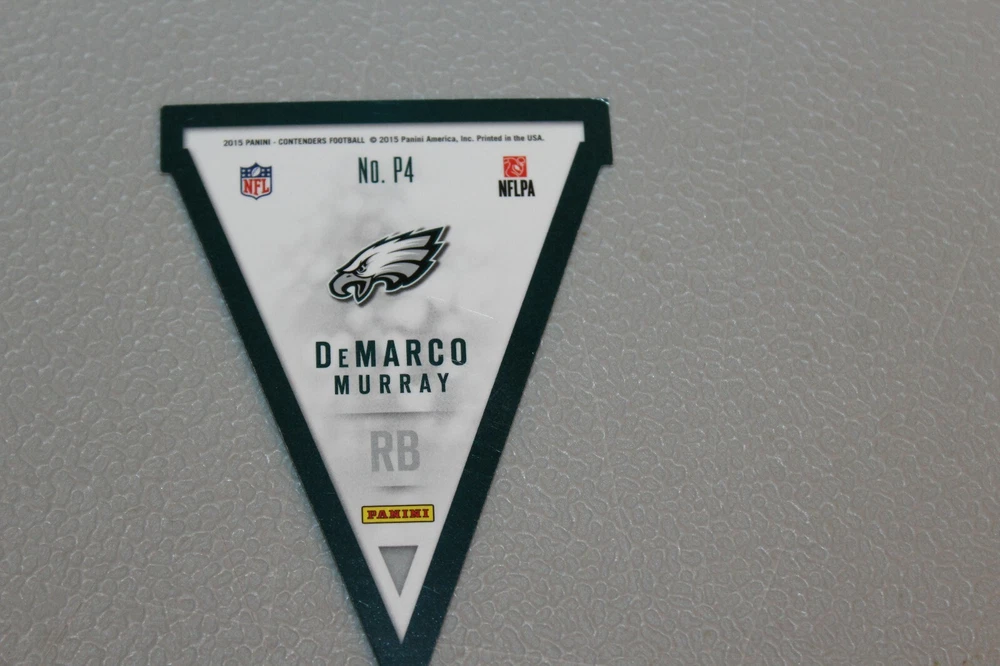 2015 PANINI - CONTENDERS FOOTBALL © 2015 Panini America, Inc. Printed in the USA.
NFL
No. P4
NFLPA
DeMARCO
MURRAY
RB
PANINI